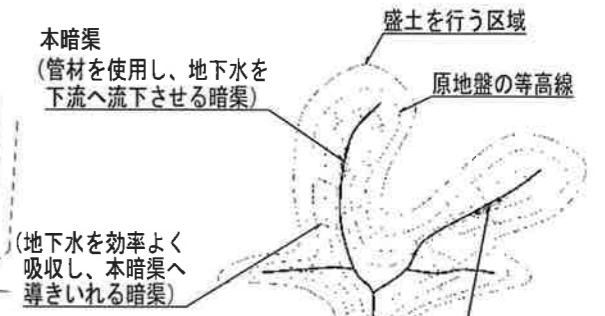 盛土を行う区域
本暗渠
(管材を使用し、地下水を
下流へ流下させる暗渠)
原地盤の等高線
(地下水を効率よく
吸収し、本暗渠へ
導きいれる暗渠)